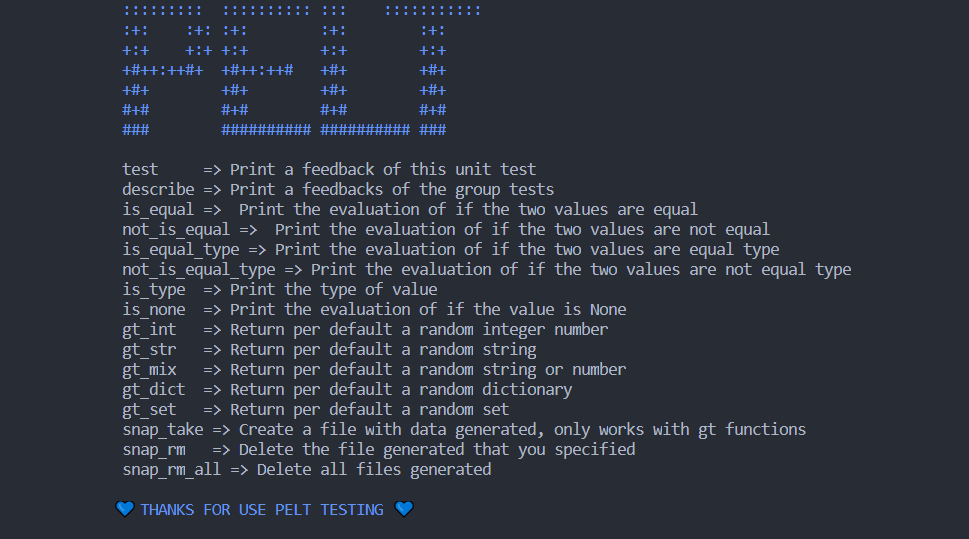 :::::::::  :::::::::: :::    :::::::::::
:+:    :+: :+:        :+:        :+:
+:+    +:+ +:+        +:+        +:+
+#++:++#+  +#++:++#   +#+        +#+
+#+        +#+        +#+        +#+
#+#        #+#        #+#        #+#
###        ########## ########## ###
test     => Print a feedback of this unit test
describe => Print a feedbacks of the group tests
is_equal =>  Print the evaluation of if the two values are equal
not_is_equal =>  Print the evaluation of if the two values are not equal
is_equal_type => Print the evaluation of if the two values are equal type
not_is_equal_type => Print the evaluation of if the two values are not equal type
is_type  => Print the type of value
is_none  => Print the evaluation of if the value is None
gt_int   => Return per default a random integer number
gt_str   => Return per default a random string
gt_mix   => Return per default a random string or number
gt_dict  => Return per default a random dictionary
gt_set   => Return per default a random set
snap_take => Create a file with data generated, only works with gt functions
snap_rm   => Delete the file generated that you specified
snap_rm_all => Delete all files generated
💙 THANKS FOR USE PELT TESTING 💙